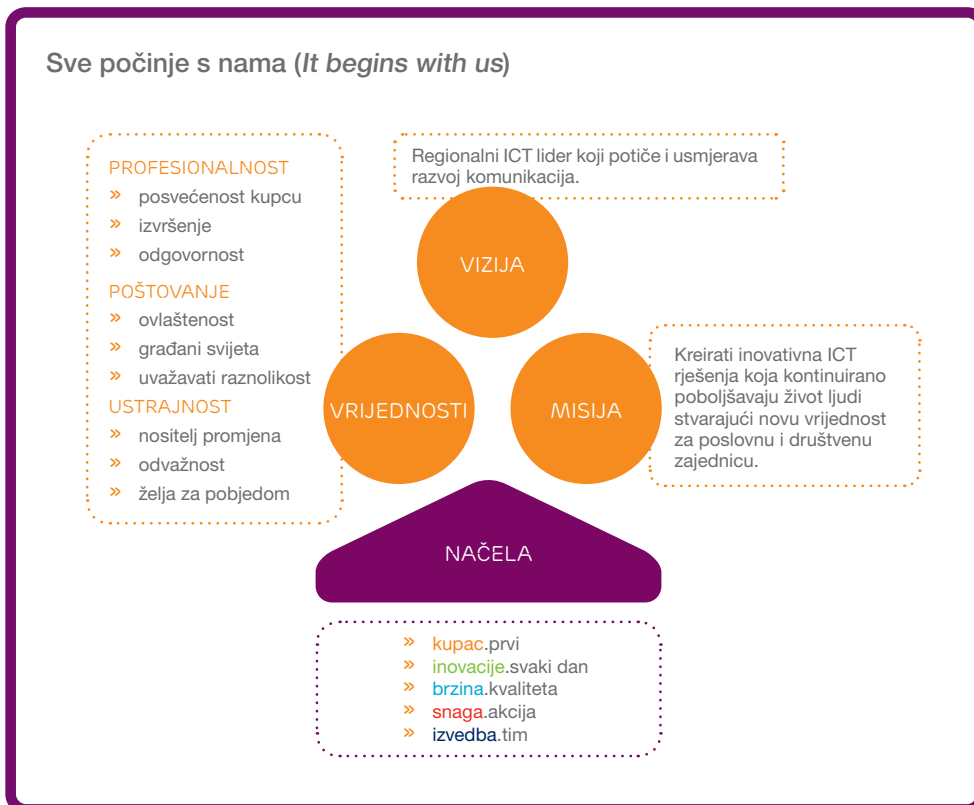 Sve počinje s nama (It begins with us)
PROFESIONALNOST
» posvećenost kupcu
» izvršenje
» odgovornost
POŠTOVANJE
» ovlaštenost
» građani svijeta
» uvažavati raznolikost
USTRAJNOST
» nositelj promjena
» odvažnost
» želja za pobjedom
Regionalni ICT lider koji potiče i usmjerava
razvoj komunikacija.
VIZIJA
VRIJEDNOSTI
MISIJA
Kreirati inovativna ICT
rješenja koja kontinuirano
poboljšavaju život ljudi
stvarajući novu vrijednost
za poslovnu i društvenu
zajednicu.
NAČELA
» kupac.prvi
» inovacije.svaki dan
» brzina.kvaliteta
» snaga.akcija
» izvedba.tim